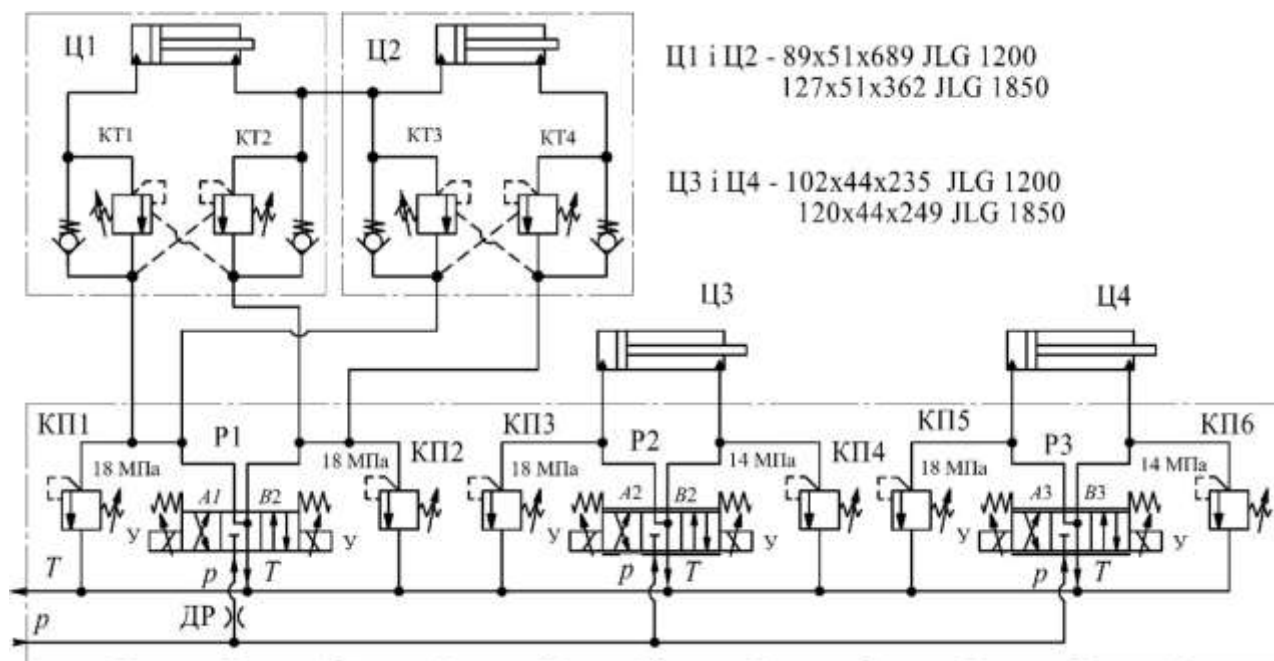 Ц1
Ц2
Ц1 і Ц2 - 89x51x689 JLG 1200
127x51x362 JLG 1850
КТ1
КТ2
КТ3
КТ4
Ц3 і Ц4 - 102x44x235 JLG 1200
120x44x249 JLG 1850
Ц3
Ц4
КП1
Р1
КП2
КП3
Р2
КП4
КП5
Р3
КП6
18 МПа
18 МПа
18 МПа
14 МПа
18 МПа
14 МПа
А1
В2
А2
В2
А3
В3
У
У
У
У
У
У
T
p
T
p
T
p
T
ДР
p